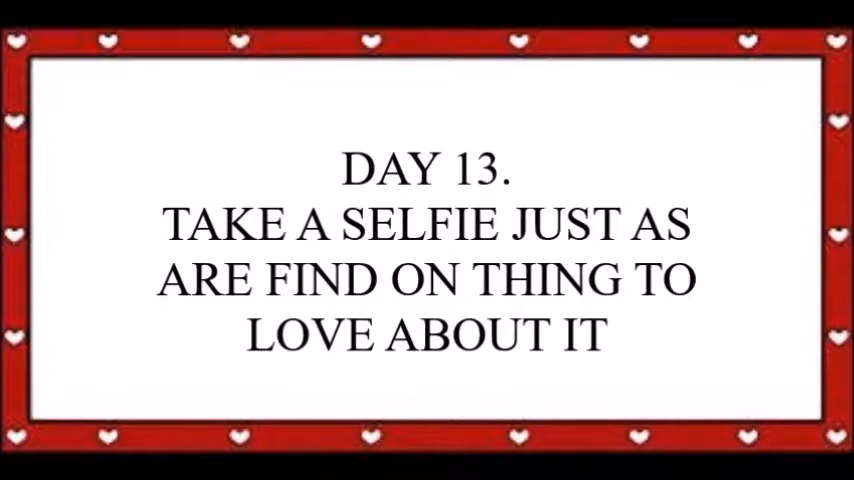 DAY 13.
TAKE A SELFIE JUST AS
ARE FIND ON THING TO
LOVE ABOUT IT